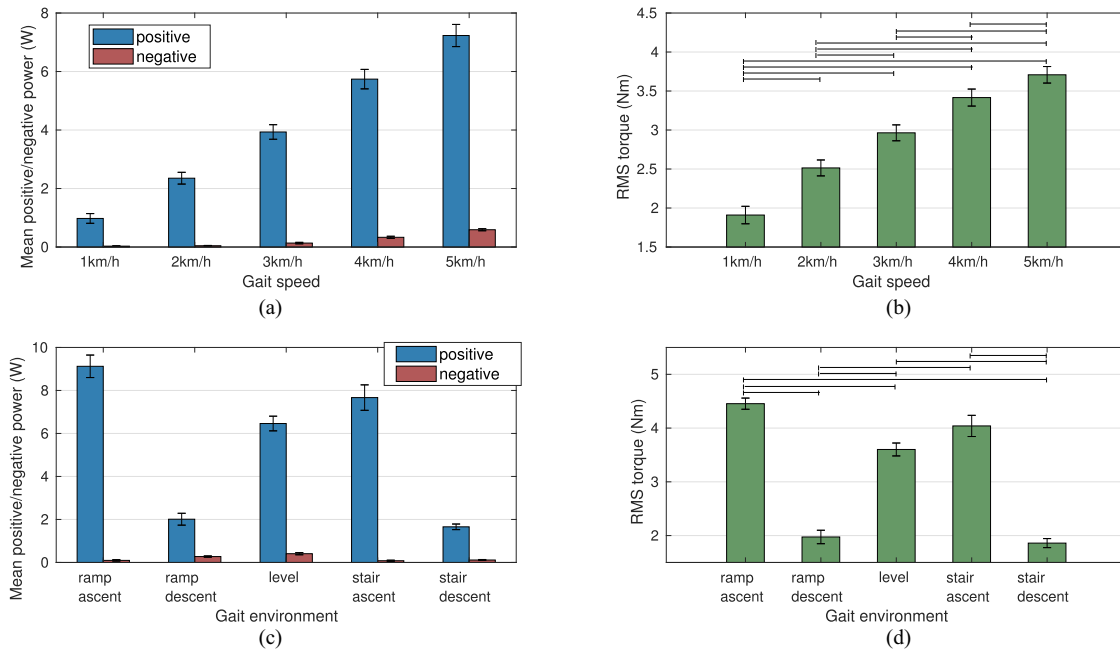 Mean positive/negative power (W)
8
6
4
2
0
positive
negative
1km/h 2km/h 3km/h 4km/h 5km/h
Gait speed
(a)
RMS torque (Nm)
4.5
4
3.5
3
2.5
2
1.5
1km/h 2km/h 3km/h 4km/h 5km/h
Gait speed
(b)
Mean positive/negative power (W)
10
8
6
4
2
0
positive
negative
ramp ramp level stair stair
ascent descent ascent descent
Gait environment
(c)
RMS torque (Nm)
5
4
3
2
ramp ramp level stair stair
ascent descent ascent descent
Gait environment
(d)